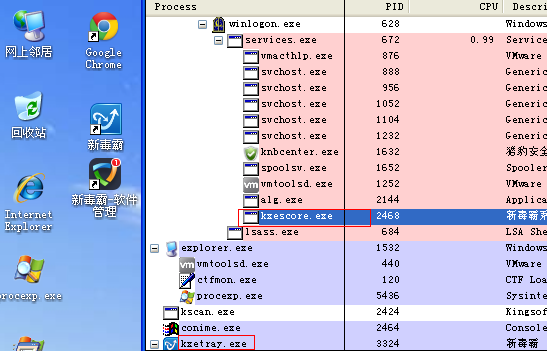 网上邻居
Google Chrome
回收站
新毒霸
Internet Explorer
新毒霸-软件管理
procexp.exe
Process PID CPU Descri
winlogon.exe 628 Windows
services.exe 672 0.99 Service
vmacthlp.exe 876 VMware
svchost.exe 888 Generic
svchost.exe 956 Generic
svchost.exe 1052 Generic
svchost.exe 1104 Generic
svchost.exe 1232 Generic
knbcenter.exe 1632 猎豹安全
spoolsv.exe 1652 Spooler
vmtoolsd.exe 1252 VMware
alg.exe 2144 Applica
kxescore.exe 2468 新毒霸系
lsass.exe 684 LSA She
explorer.exe 1532 Windows
vmtoolsd.exe 440 VMware
ctfmon.exe 120 CTF Loa
procexp.exe 5436 Sysinte
kscan.exe 2424 Kingsof
conime.exe 2464 Console
kxetray.exe 3324 新毒霸